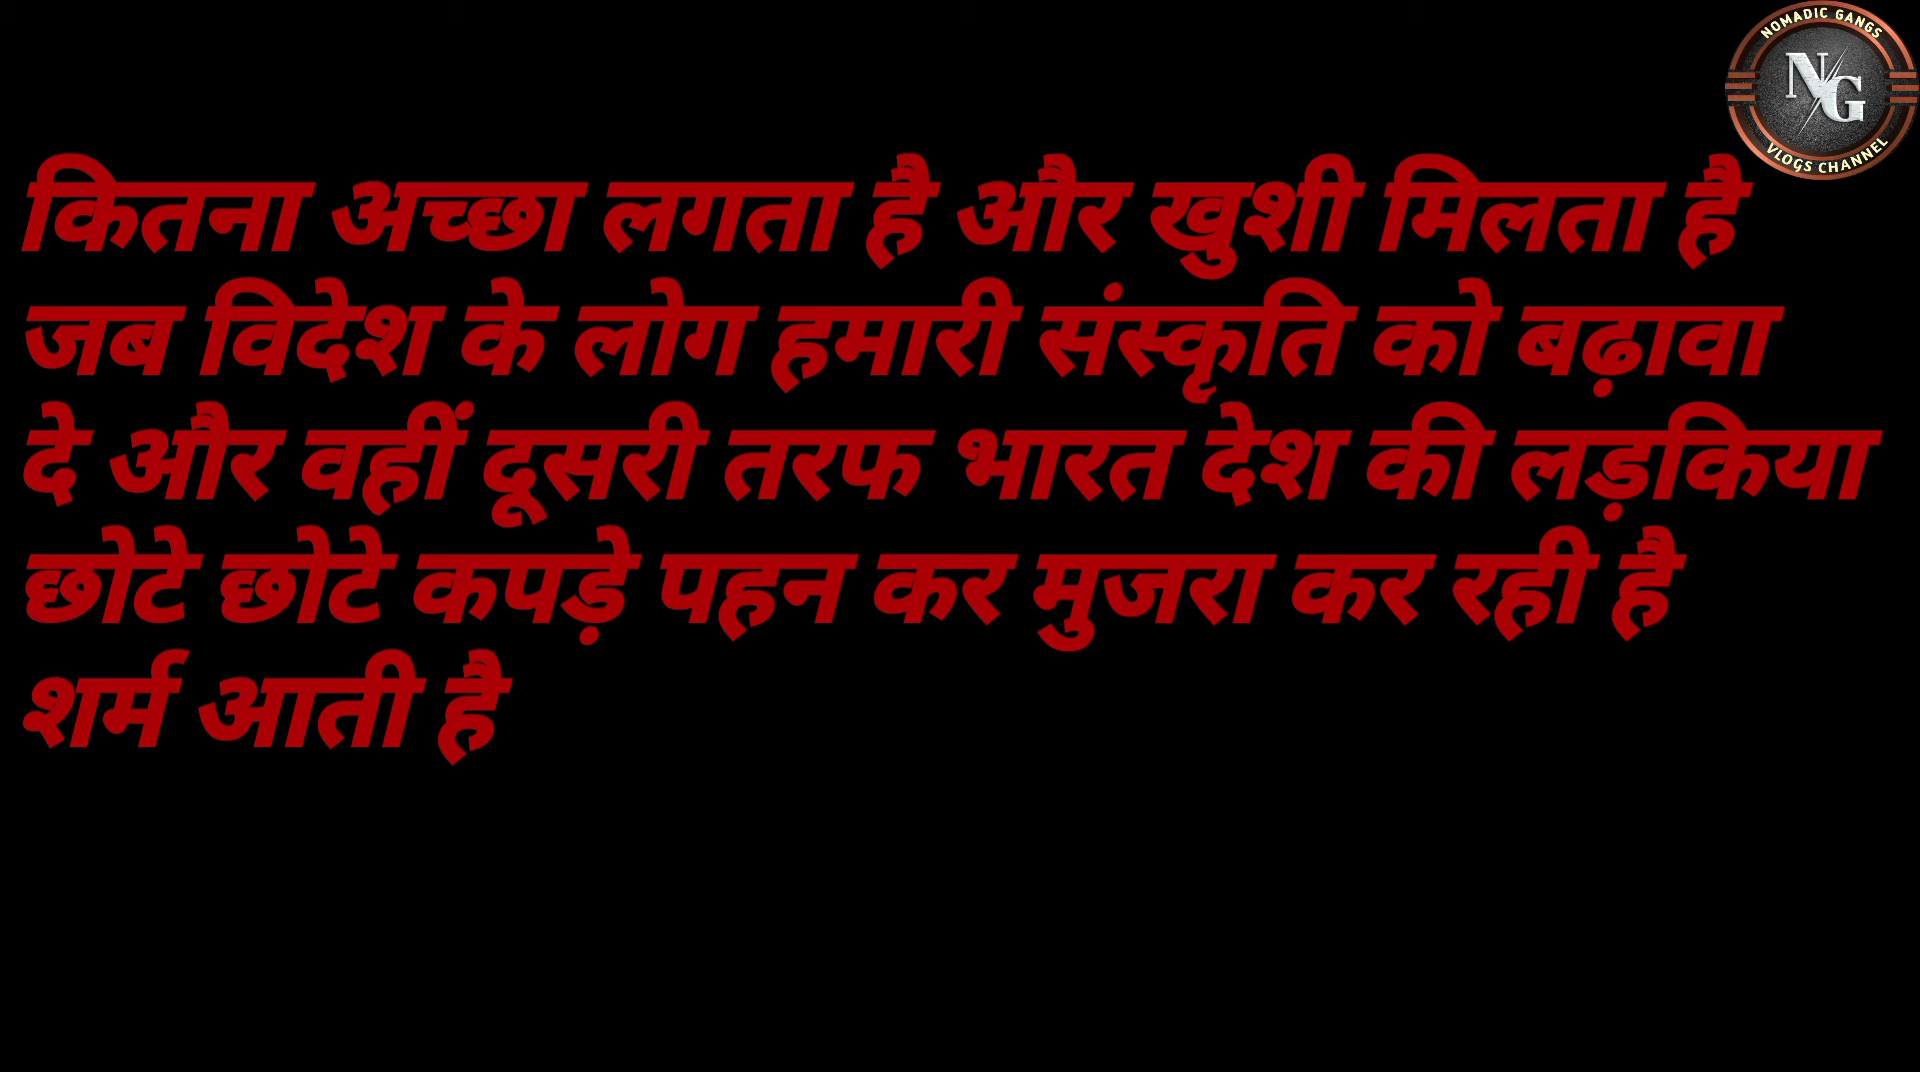 NOMADIC GANGS
NG
VLOGS CHANNEL
कितना अच्छा लगता है और खुशी मिलता है
जब विदेश के लोग हमारी संस्कृति को बढ़ावा
दे और वहीं दूसरी तरफ भारत देश की लड़किया
छोटे छोटे कपड़े पहन कर मुजरा कर रही है
शर्म आती है